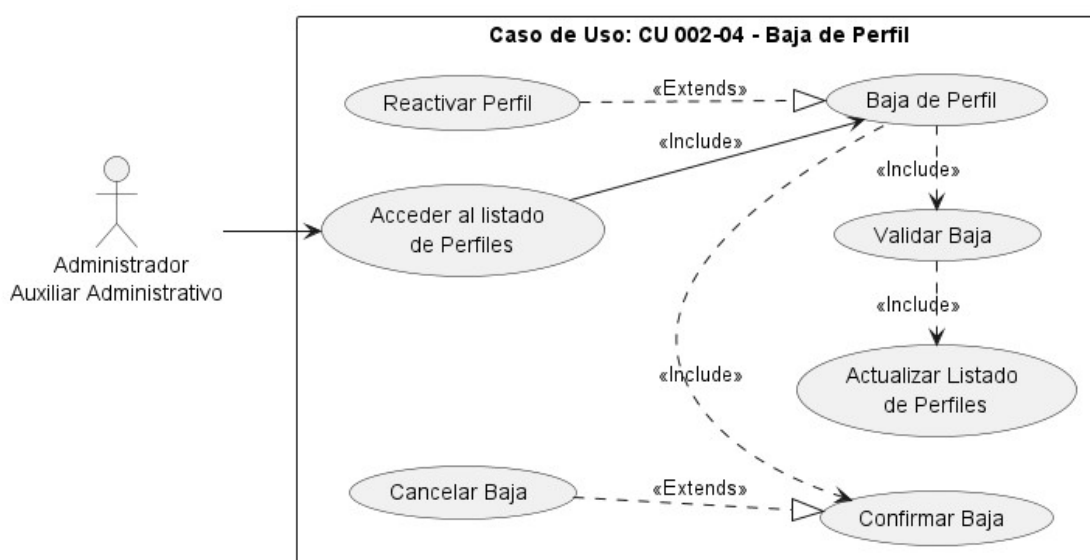 Caso de Uso: CU 002-04 - Baja de Perfil
Reactivar Perfil
«Extends»
Baja de Perfil
«Include»
«Include»
Acceder al listado
de Perfiles
Validar Baja
Administrador
Auxiliar Administrativo
«Include»
«Include»
Actualizar Listado
de Perfiles
Cancelar Baja
«Extends»
Confirmar Baja